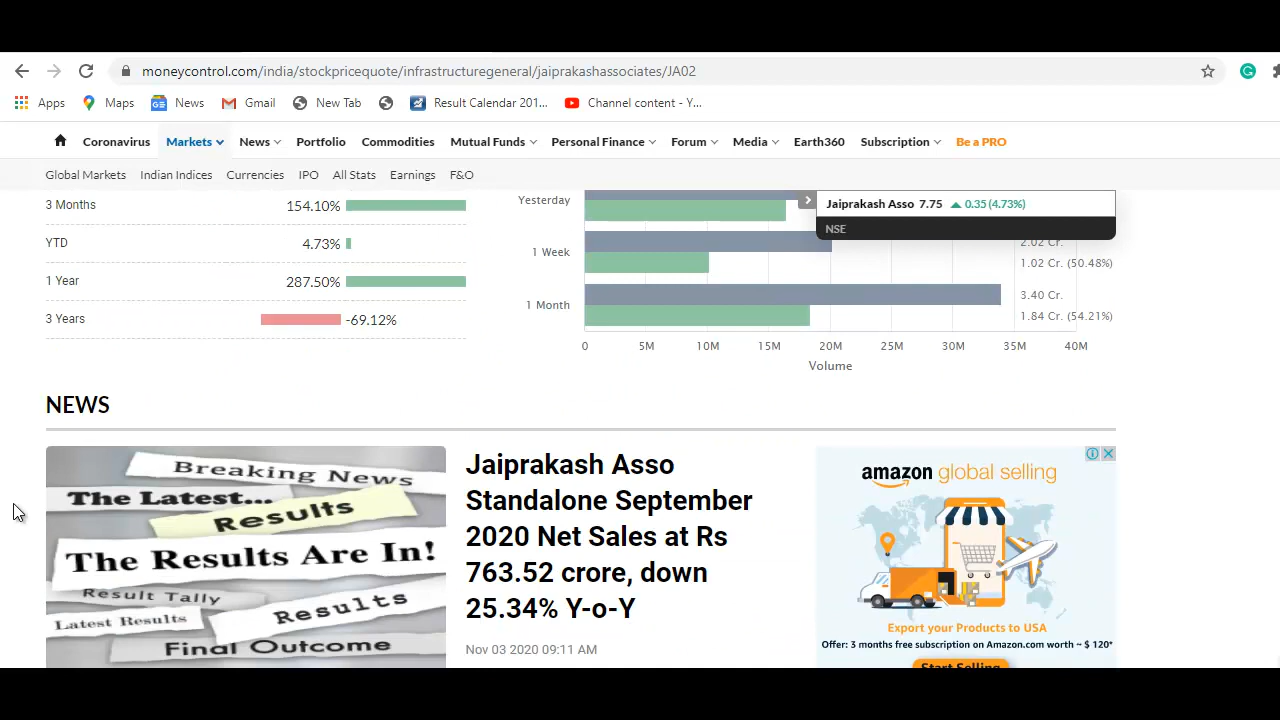 moneycontrol.com/india/stockpricequote/infrastructuregeneral/jaiprakashassociates/JA02
Apps Maps News Gmail New Tab Result Calendar 201... Channel content - Y...
Coronavirus Markets News Portfolio Commodities Mutual Funds Personal Finance Forum Media Earth360 Subscription Be a PRO
Global Markets Indian Indices Currencies IPO All Stats Earnings F&O
3 Months 154.10%
YTD 4.73%
1 Year 287.50%
3 Years -69.12%
Yesterday
Jaiprakash Asso 7.75 0.35 (4.73%)
NSE
2.02 Cr.
1 Week
1.02 Cr. (50.48%)
3.40 Cr.
1 Month
1.84 Cr. (54.21%)
0 5M 10M 15M 20M 25M 30M 35M 40M
Volume
NEWS
Breaking News
The Latest...
Results
The Results Are In!
Result Tally
Results
Latest Results
Final Outcome
Jaiprakash Asso
Standalone September
2020 Net Sales at Rs
763.52 crore, down
25.34% Y-o-Y
Nov 03 2020 09:11 AM
amazon global selling
Export your Products to USA
Offer: 3 months free subscription on Amazon.com worth ~ $ 120*
Start Selling